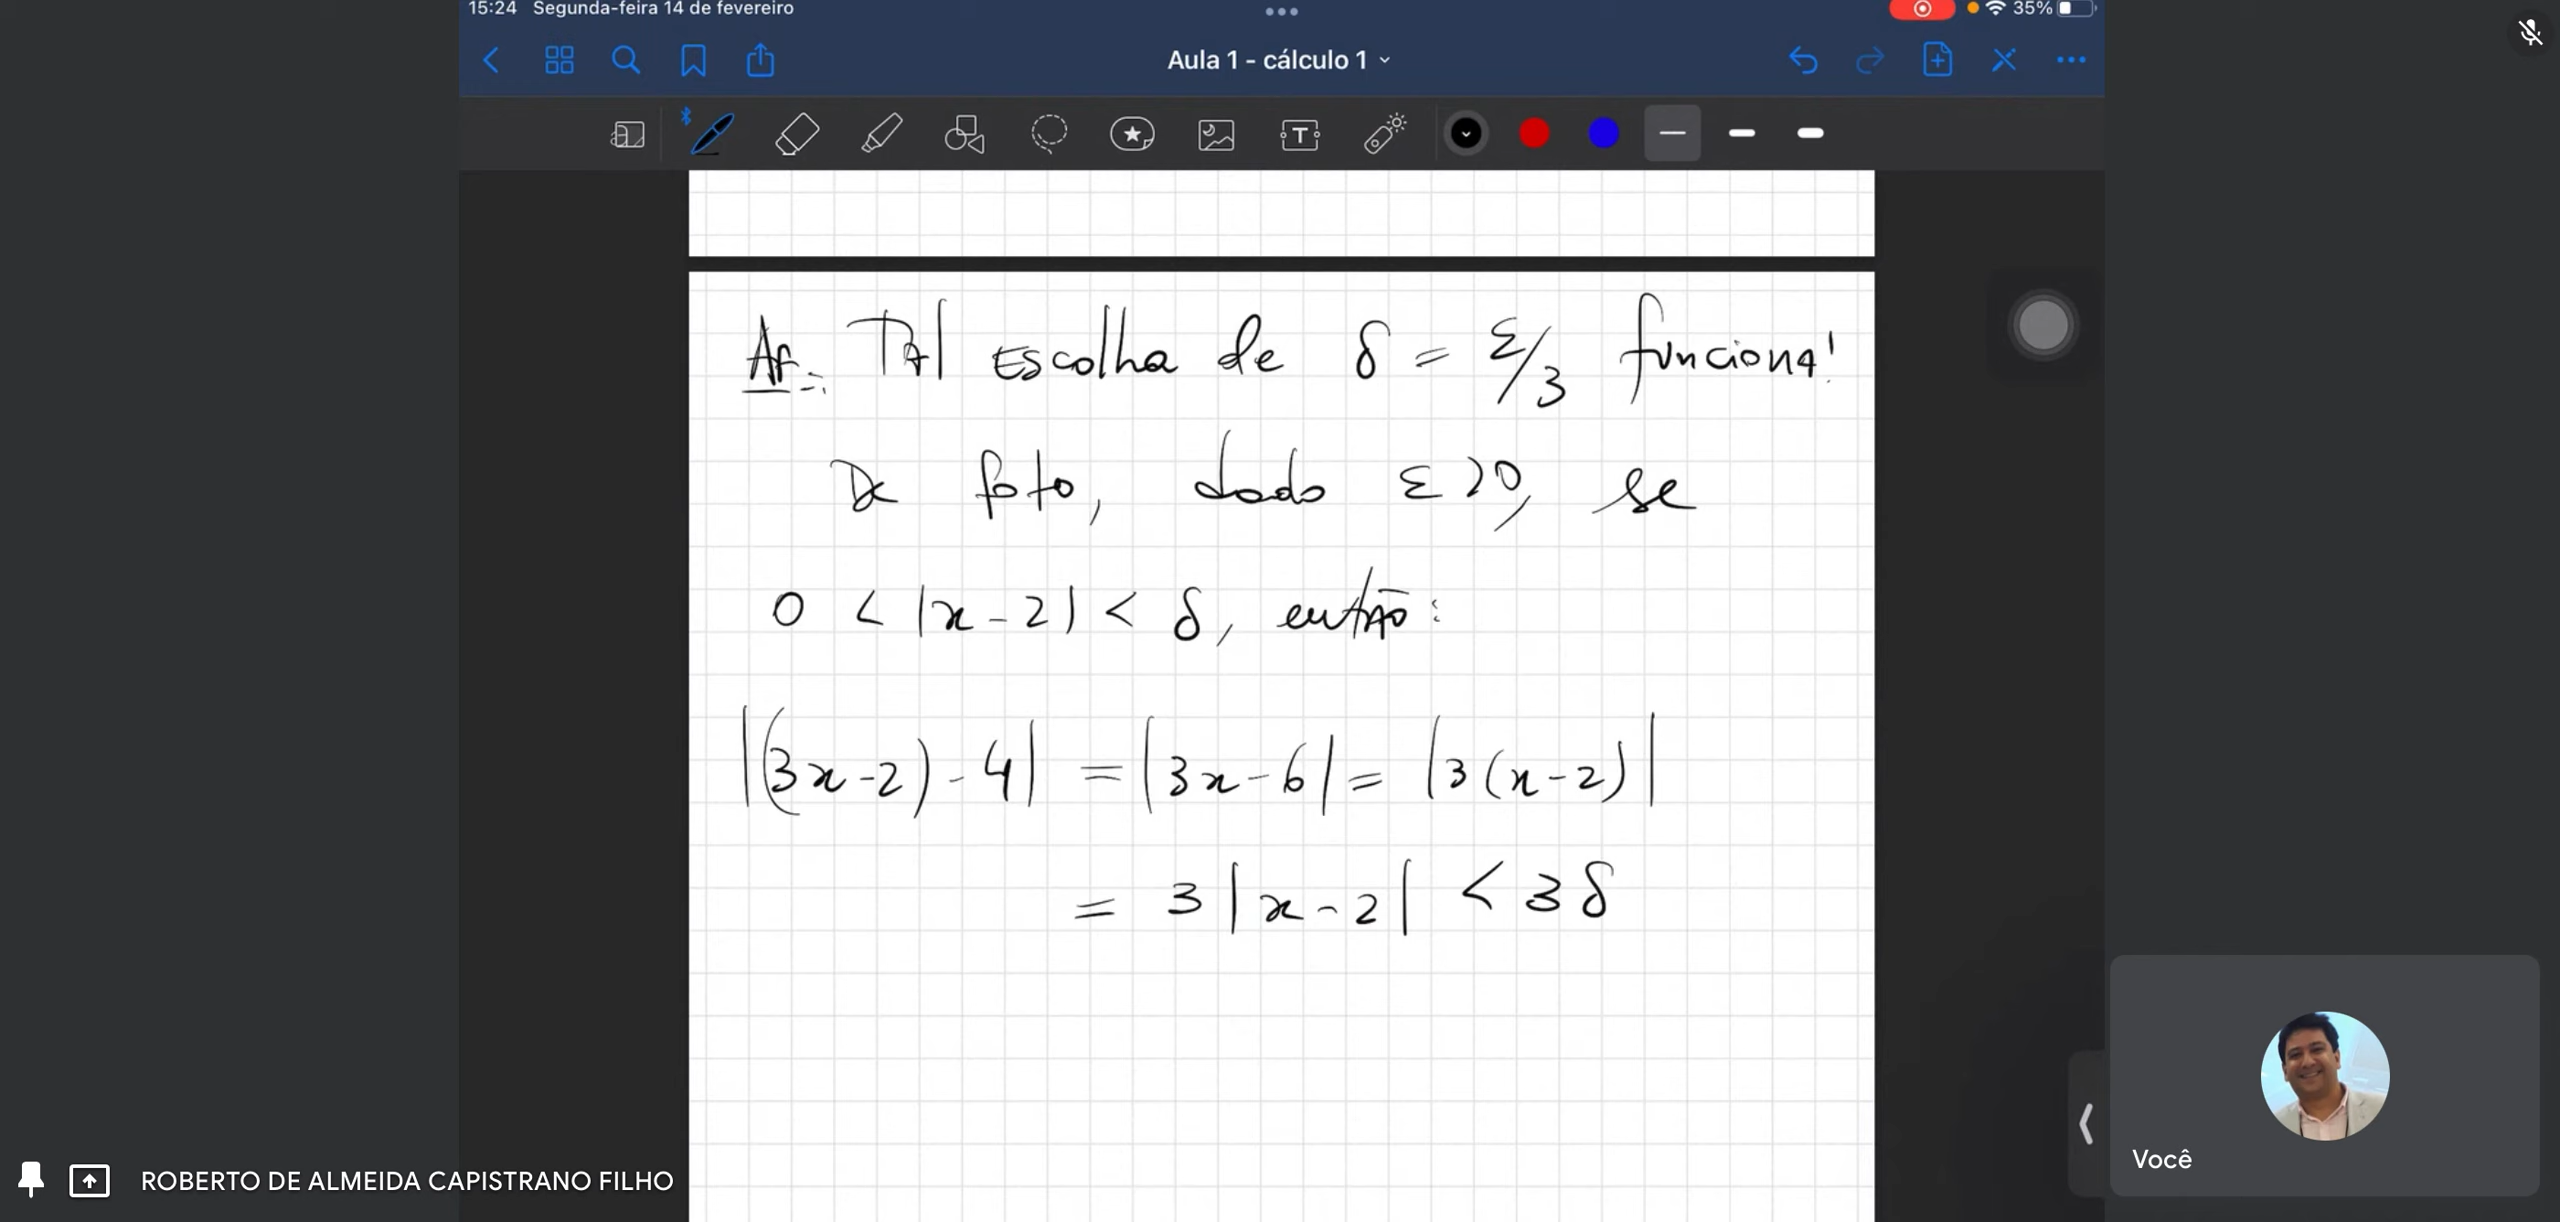 15:24 Segunda-feira 14 de fevereiro
35%
Aula 1 - cálculo 1
Af.: Tal Escolha de δ = ε/3 funciona!
De fato, dado ε > 0, se
0 < |x - 2| < δ, então:
|(3x-2) - 4| = |3x - 6| = |3(x-2)|
= 3|x - 2| < 3δ
Você
ROBERTO DE ALMEIDA CAPISTRANO FILHO